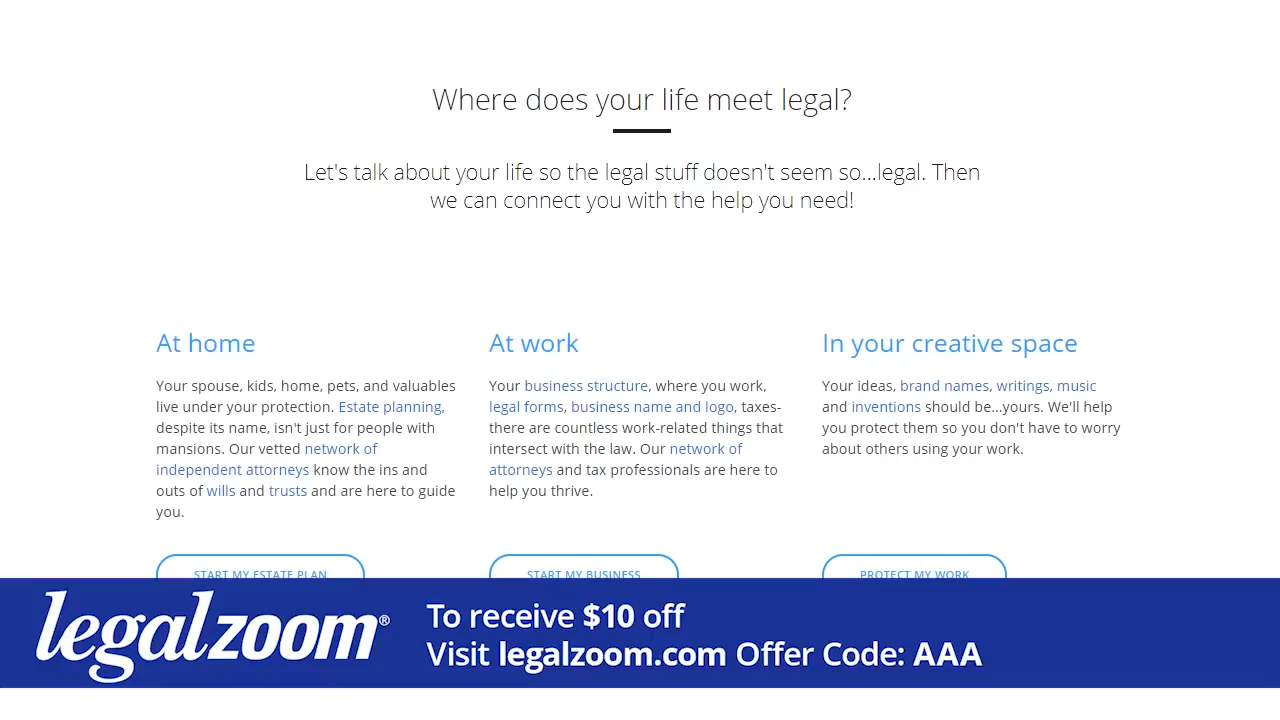 Where does your life meet legal?
Let's talk about your life so the legal stuff doesn't seem so...legal. Then
we can connect you with the help you need!
At home
Your spouse, kids, home, pets, and valuables
live under your protection. Estate planning,
despite its name, isn't just for people with
mansions. Our vetted network of
independent attorneys know the ins and
outs of wills and trusts and are here to guide
you.
START MY ESTATE PLAN
At work
Your business structure, where you work,
legal forms, business name and logo, taxes-
there are countless work-related things that
intersect with the law. Our network of
attorneys and tax professionals are here to
help you thrive.
START MY BUSINESS
In your creative space
Your ideas, brand names, writings, music
and inventions should be...yours. We'll help
you protect them so you don't have to worry
about others using your work.
PROTECT MY WORK
legalzoom®
To receive $10 off
Visit legalzoom.com Offer Code: AAA